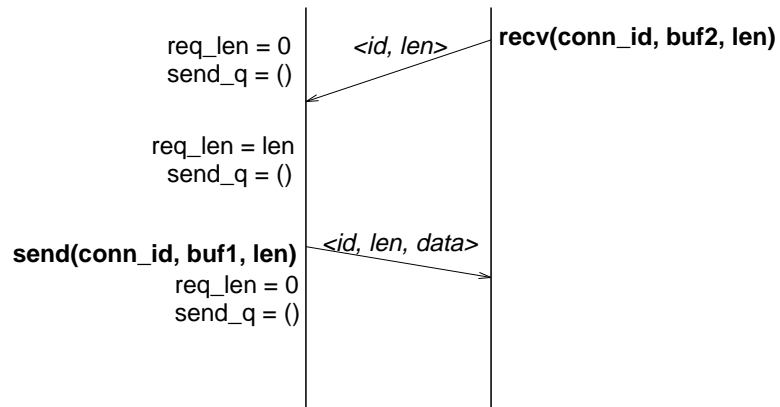 req_len = 0
send_q = ()
<id, len>
recv(conn_id, buf2, len)
req_len = len
send_q = ()
send(conn_id, buf1, len)
<id, len, data>
req_len = 0
send_q = ()